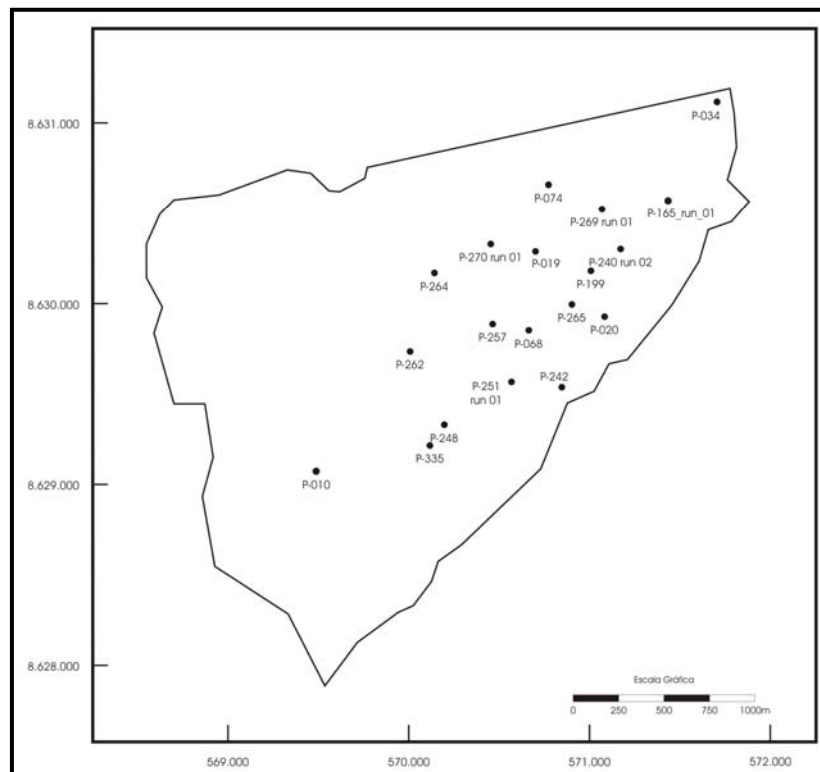 8.631.000
P-034
P-074
P-269 run 01
P-165_run_01
P-270 run 01
P-019
P-240 run 02
P-264
P-199
8.630.000
P-265
P-020
P-257
P-068
P-262
P-251
run 01
P-242
P-248
P-335
8.629.000
P-010
8.628.000
Escala Gráfica
0 250 500 750 1000m
569.000 570.000 571.000 572.000